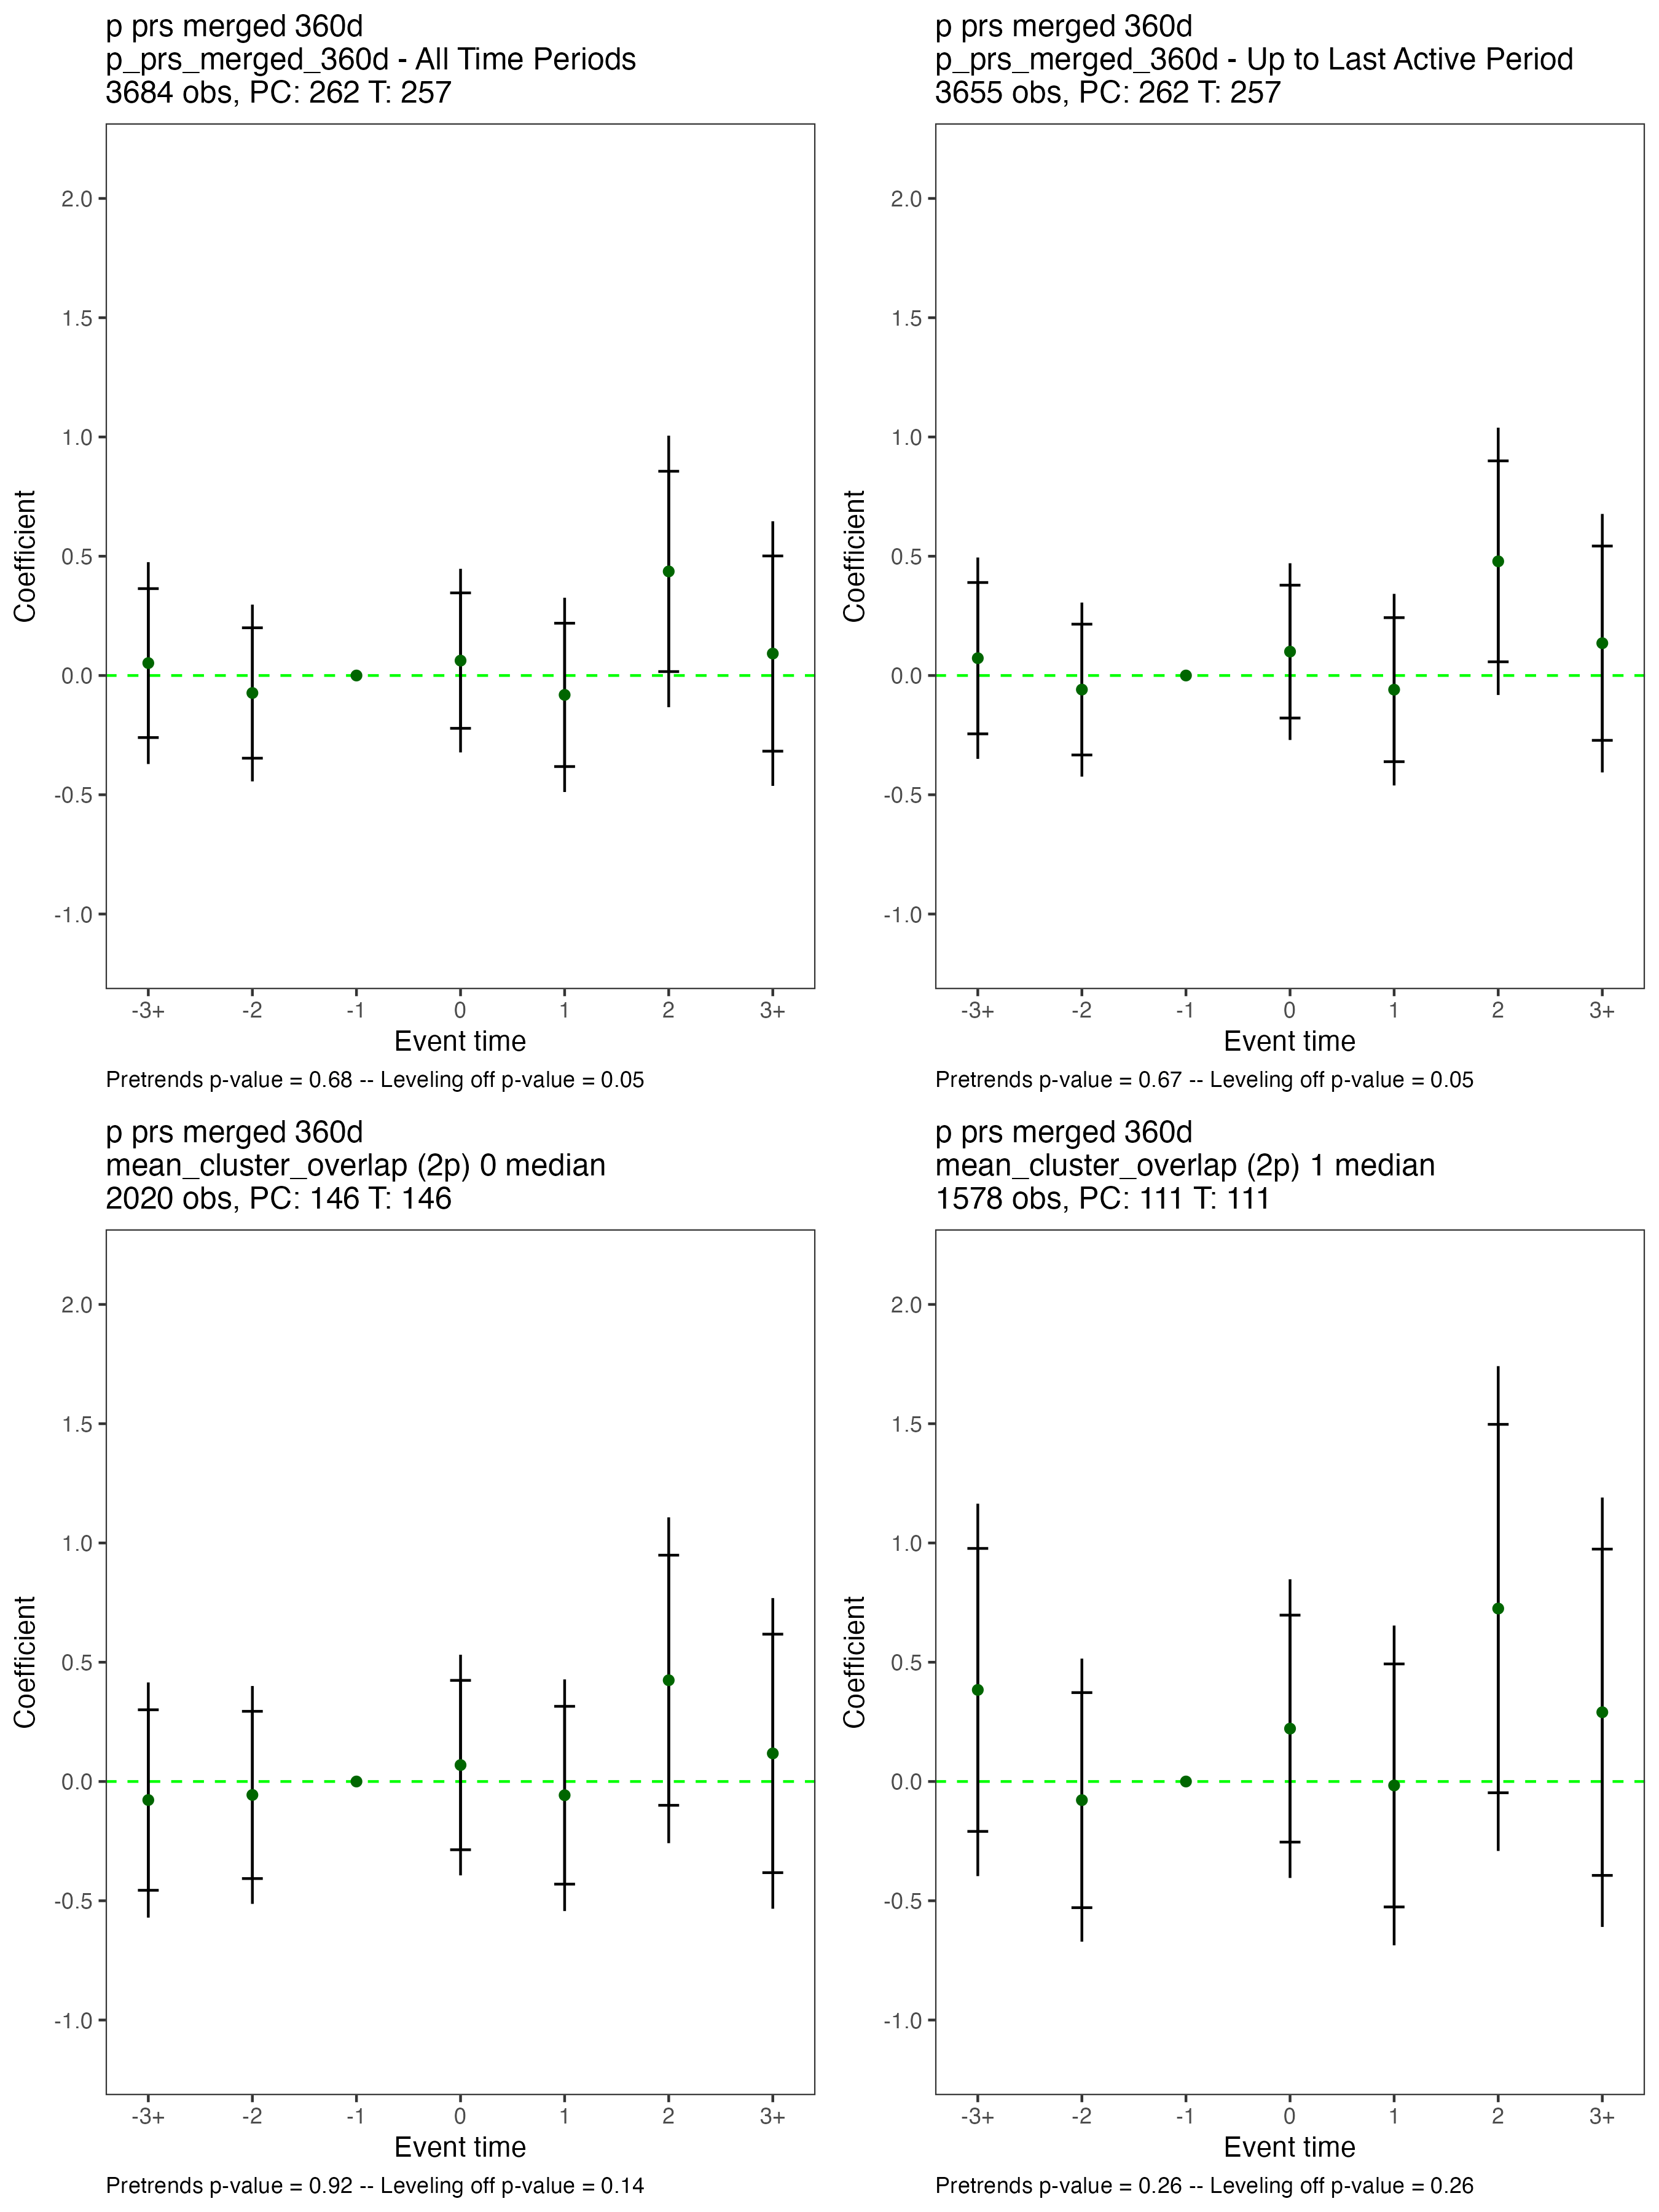 p prs merged 360d
p_prs_merged_360d - All Time Periods
3684 obs, PC: 262 T: 257
Coefficient
2.0
1.5
1.0
0.5
0.0
-0.5
-1.0
-3+ -2 -1 0 1 2 3+
Event time
Pretrends p-value = 0.68 -- Leveling off p-value = 0.05
p prs merged 360d
p_prs_merged_360d - Up to Last Active Period
3655 obs, PC: 262 T: 257
Coefficient
2.0
1.5
1.0
0.5
0.0
-0.5
-1.0
-3+ -2 -1 0 1 2 3+
Event time
Pretrends p-value = 0.67 -- Leveling off p-value = 0.05
p prs merged 360d
mean_cluster_overlap (2p) 0 median
2020 obs, PC: 146 T: 146
Coefficient
2.0
1.5
1.0
0.5
0.0
-0.5
-1.0
-3+ -2 -1 0 1 2 3+
Event time
Pretrends p-value = 0.92 -- Leveling off p-value = 0.14
p prs merged 360d
mean_cluster_overlap (2p) 1 median
1578 obs, PC: 111 T: 111
Coefficient
2.0
1.5
1.0
0.5
0.0
-0.5
-1.0
-3+ -2 -1 0 1 2 3+
Event time
Pretrends p-value = 0.26 -- Leveling off p-value = 0.26